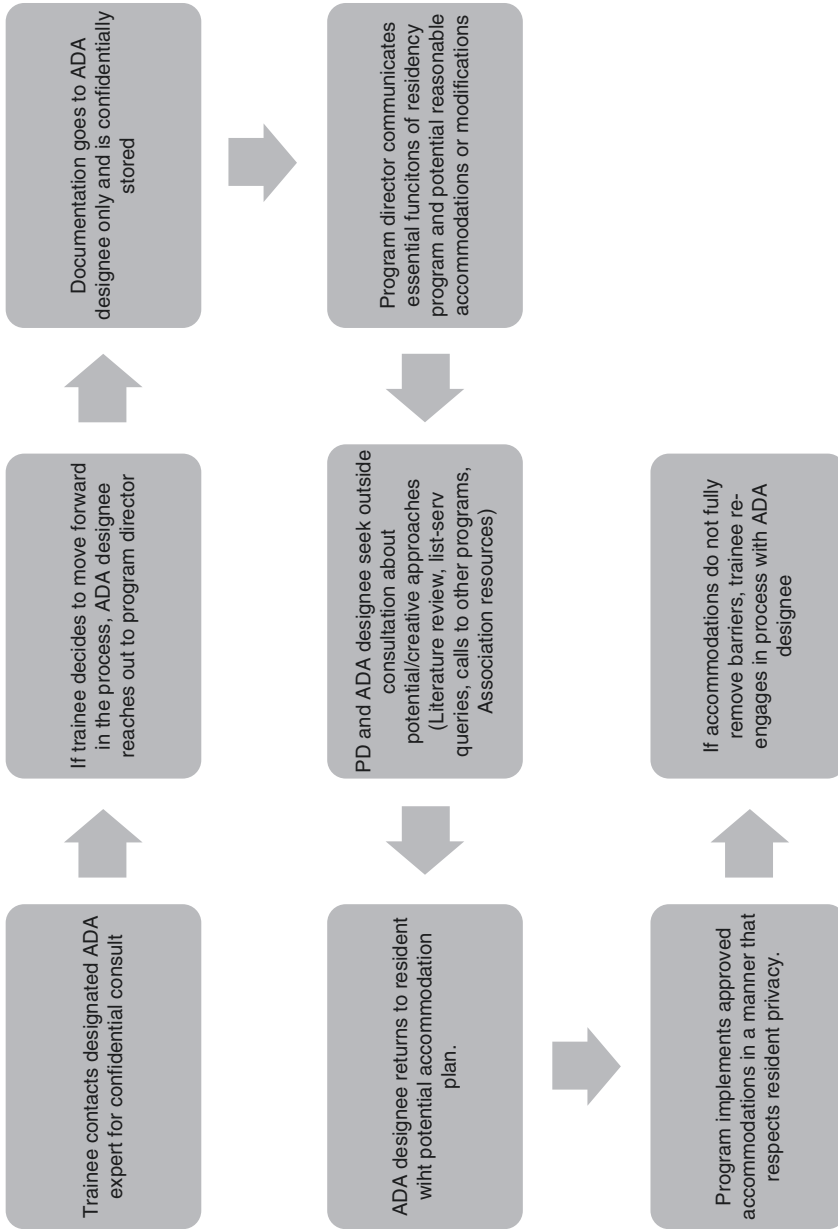 Trainee contacts designated ADA
expert for confidential consult
If trainee decides to move forward
in the process, ADA designee
reaches out to program director
Documentation goes to ADA
designee only and is confidentially
stored
Program director communicates
essential funcitons of residency
program and potential reasonable
accommodations or modifications
PD and ADA designee seek outside
consultation about
potential/creative approaches
(Literature review, list-serv
queries, calls to other programs,
Association resources)
ADA designee returns to resident
wiht potential accommodation
plan.
Program implements approved
accommodations in a manner that
respects resident privacy.
If accommodations do not fully
remove barriers, trainee re-
engages in process with ADA
designee